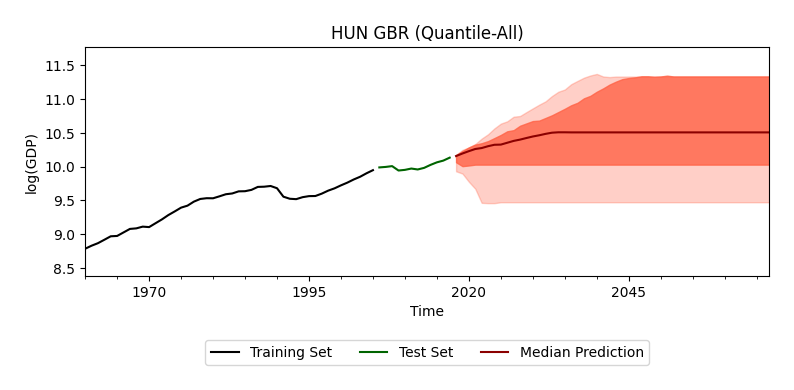 HUN GBR (Quantile-All)
11.5
11.0
10.5
10.0
9.5
9.0
8.5
log(GDP)
1970 1995 2020 2045
Time
Training Set Test Set Median Prediction